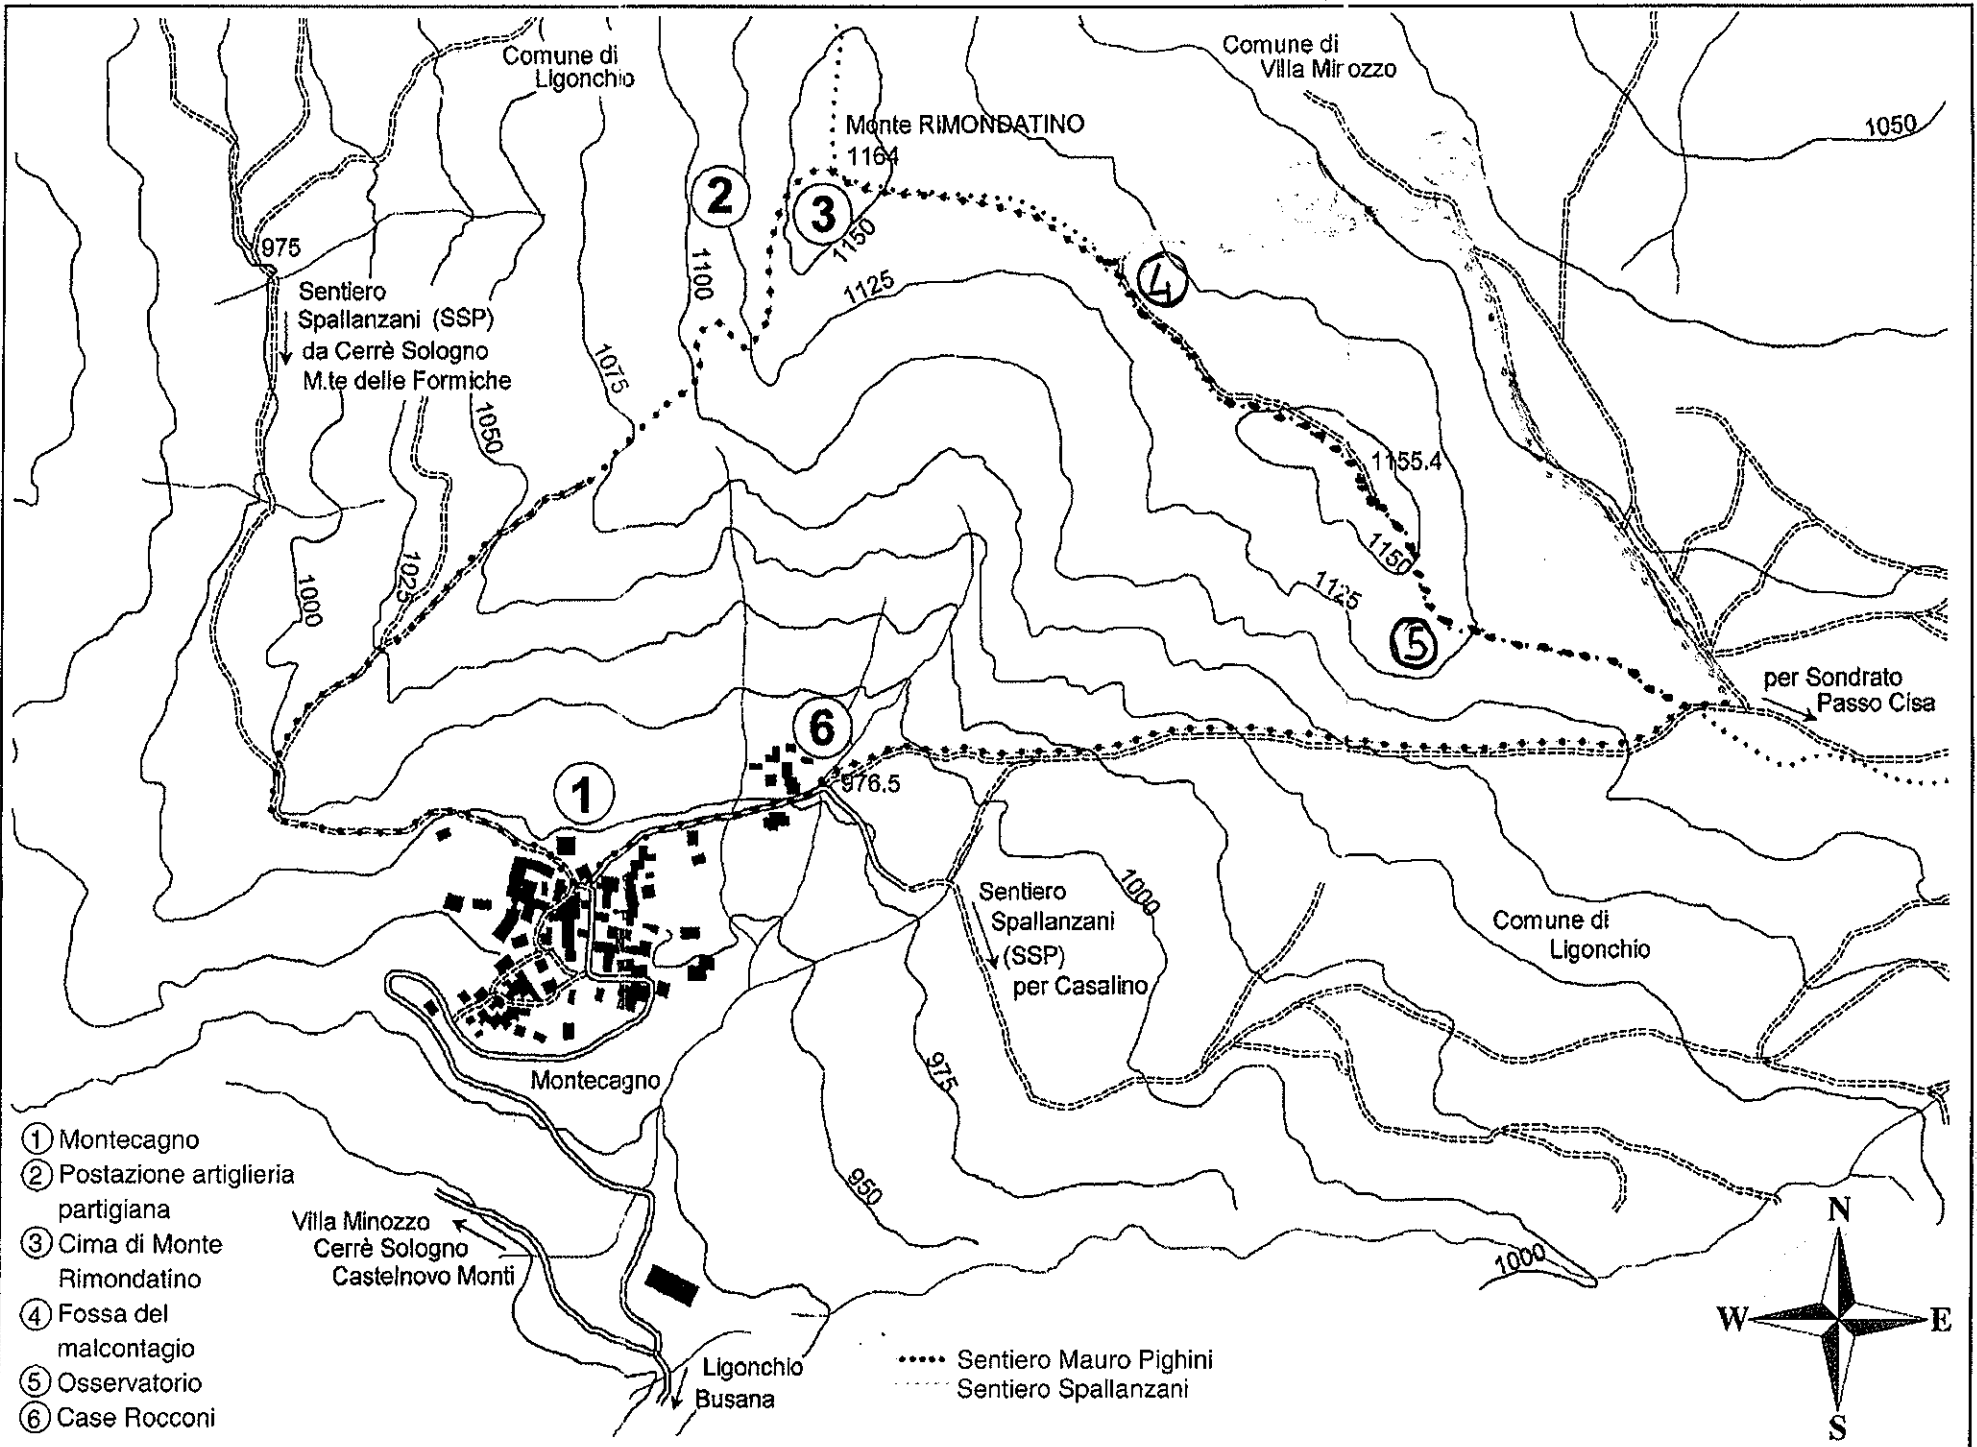 Comune di
Ligonchio
Comune di
Villa Mirozzo
1050
Monte RIMONDATINO
1164
2
3
1150
975
1100
1125
4
Sentiero
Spallanzani (SSP)
da Cerrè Sologno
M.te delle Formiche
1075
1050
1155.4
1150
1025
1000
1125
5
per Sondrato
Passo Cisa
6
976.5
1
Sentiero
Spallanzani
(SSP)
per Casalino
1000
Comune di
Ligonchio
975
Montecagno
950
1000
1 Montecagno
2 Postazione artiglieria
partigiana
3 Cima di Monte
Rimondatino
4 Fossa del
malcontagio
5 Osservatorio
6 Case Rocconi
Villa Minozzo
Cerrè Sologno
Castelnovo Monti
Ligonchio
Busana
Sentiero Mauro Pighini
Sentiero Spallanzani
N
W
E
S